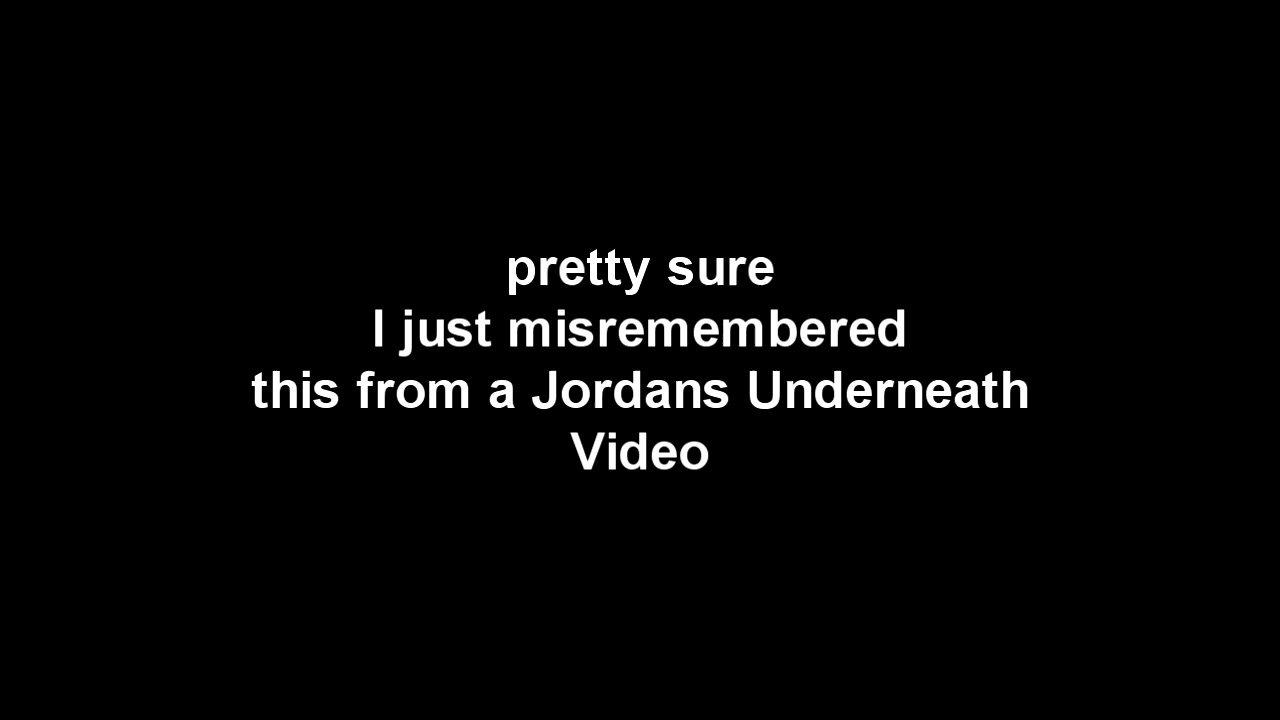 pretty sure
I just misremembered
this from a Jordans Underneath
Video